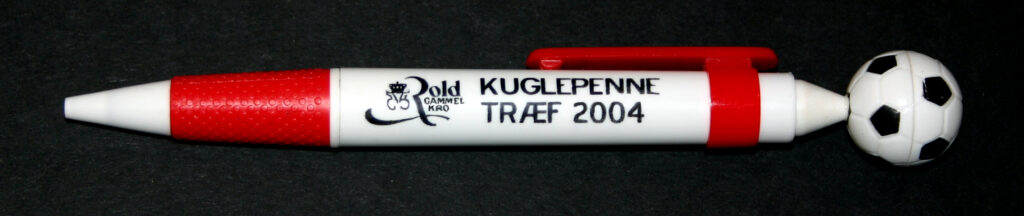 Rold
GAMMEL
KRO
KUGLEPENNE
TRÆF 2004